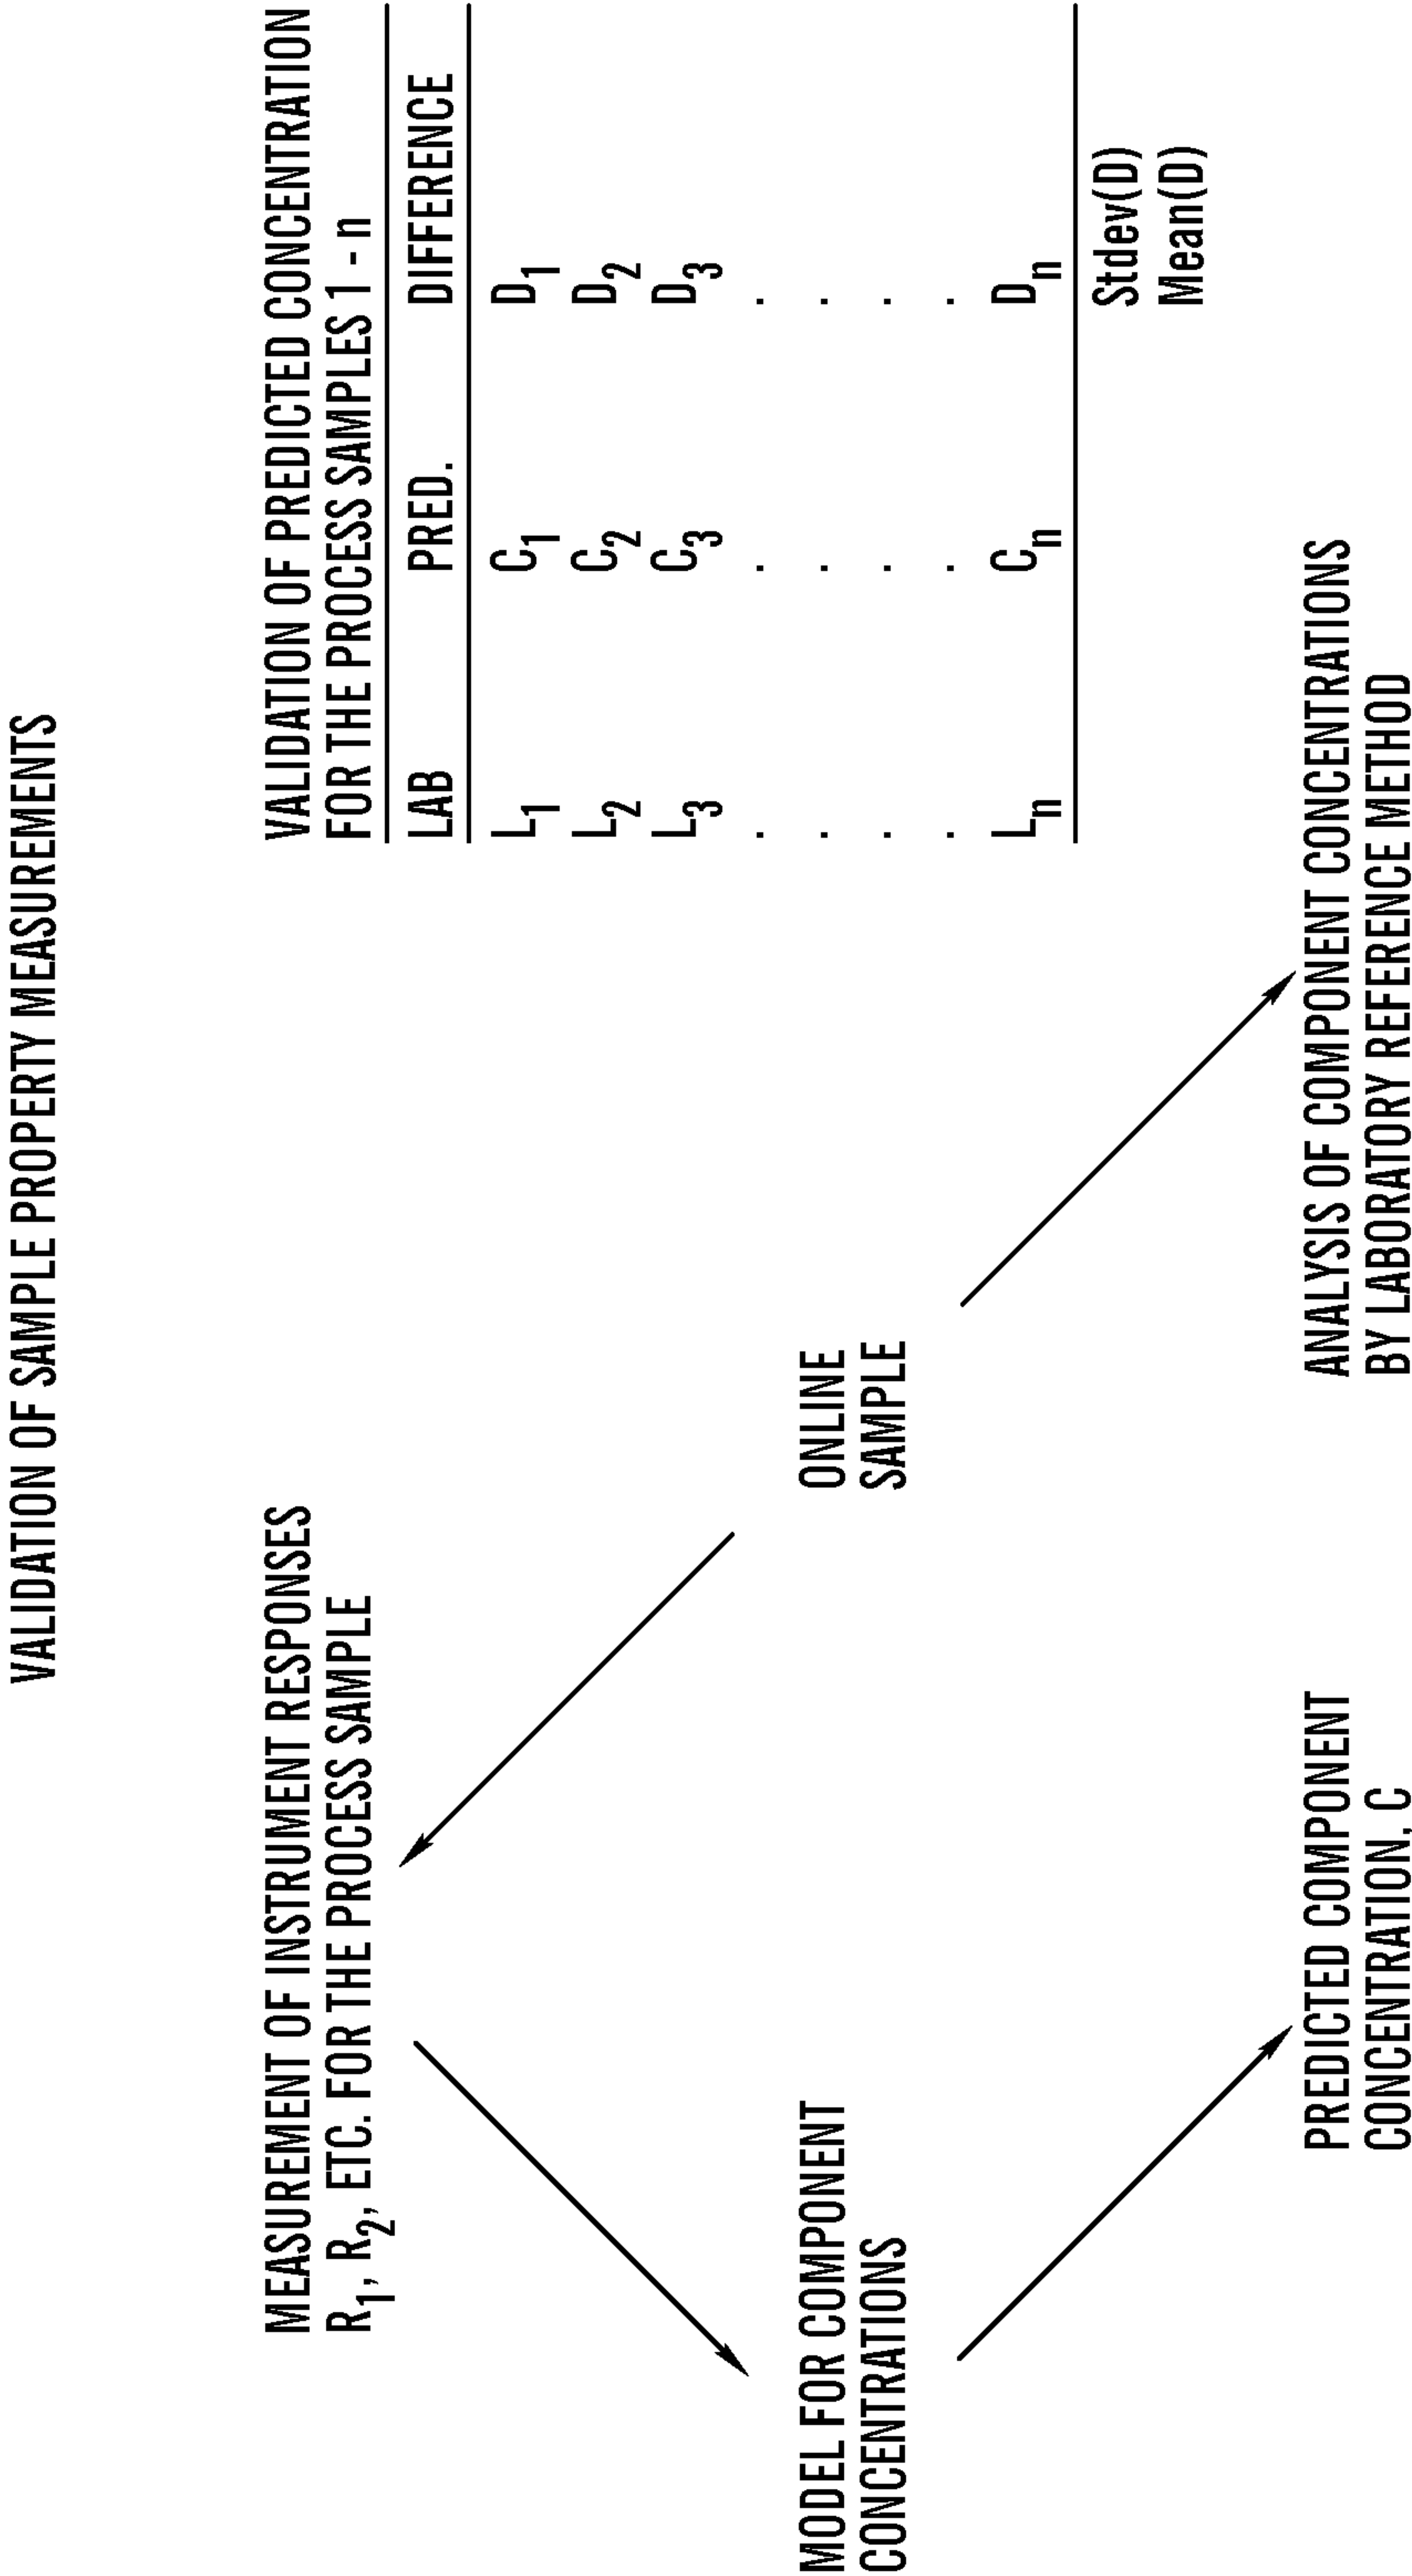 VALIDATION OF SAMPLE PROPERTY MEASUREMENTS
MEASUREMENT OF INSTRUMENT RESPONSES
R1, R2, ETC. FOR THE PROCESS SAMPLE
MODEL FOR COMPONENT
CONCENTRATIONS
ONLINE
SAMPLE
PREDICTED COMPONENT
CONCENTRATION, C
ANALYSIS OF COMPONENT CONCENTRATIONS
BY LABORATORY REFERENCE METHOD
VALIDATION OF PREDICTED CONCENTRATION
FOR THE PROCESS SAMPLES 1 - n
LAB PRED. DIFFERENCE
L1 C1 D1
L2 C2 D2
L3 C3 D3
. . .
. . .
. . .
. . .
Ln Cn Dn
Stdev(D)
Mean(D)